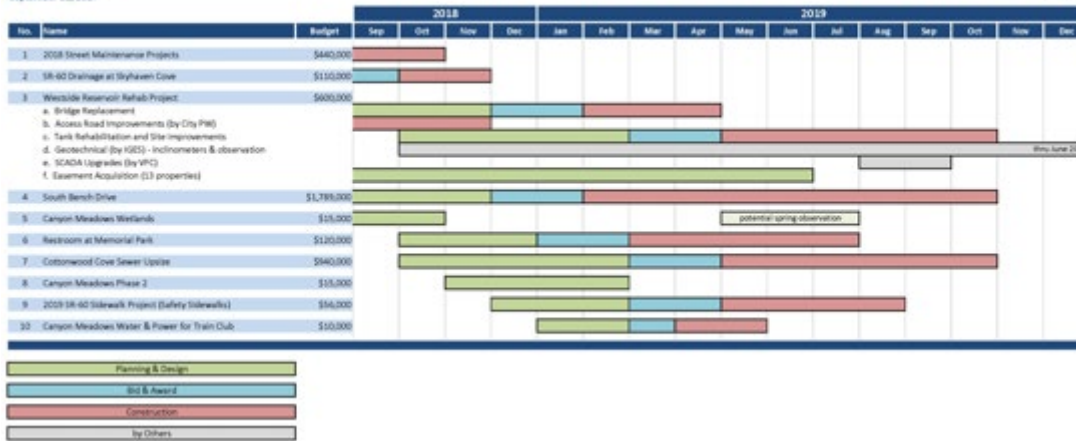 2018 2019
No. Name Budget Sep Oct Nov Dec Jan Feb Mar Apr May Jun Jul Aug Sep Oct Nov Dec
1 2018 Street Maintenance Projects $440,000
2 SR-60 Drainage at Skyhaven Cove $110,000
3 Westside Reservoir Rehab Project $600,000
a. Bridge Replacement
b. Access Road Improvements (by City PW)
c. Tank Rehabilitation and Site Improvements
d. Geotechnical (by IGES) - Inclinometers & observation thru June
e. SCADA Upgrades (by VPC)
f. Easement Acquisition (13 properties)
4 South Bench Drive $1,789,000
5 Canyon Meadows Wetlands $15,000 potential spring observation
6 Restroom at Memorial Park $120,000
7 Cottonwood Cove Sewer Upsize $940,000
8 Canyon Meadows Phase 2 $15,000
9 2019 SR-60 Sidewalk Project (Safety Sidewalks) $56,000
10 Canyon Meadows Water & Power for Train Club $10,000
Planning & Design
Bid & Award
Construction
by Others